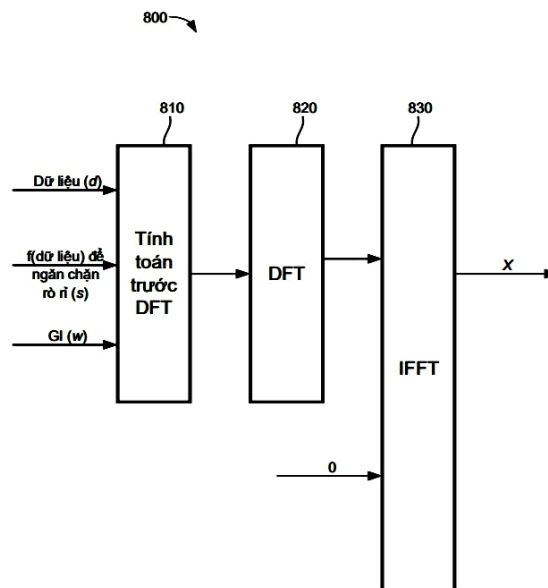 800
810
820
830
Dữ liệu (d)
f(dữ liệu) để
ngăn chặn
rò rỉ (s)
GI (w)
Tính
toán
trước
DFT
DFT
IFFT
X
0